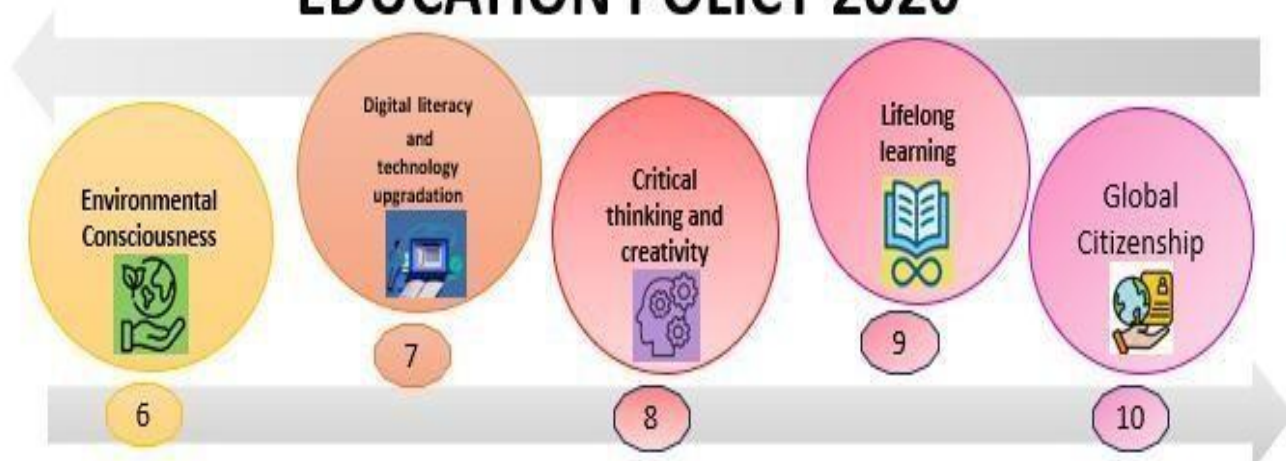 EDUCATION POLICY 2020
Environmental
Consciousness
6
Digital literacy
and
technology
upgradation
7
Critical
thinking and
creativity
8
Lifelong
learning
9
Global
Citizenship
10